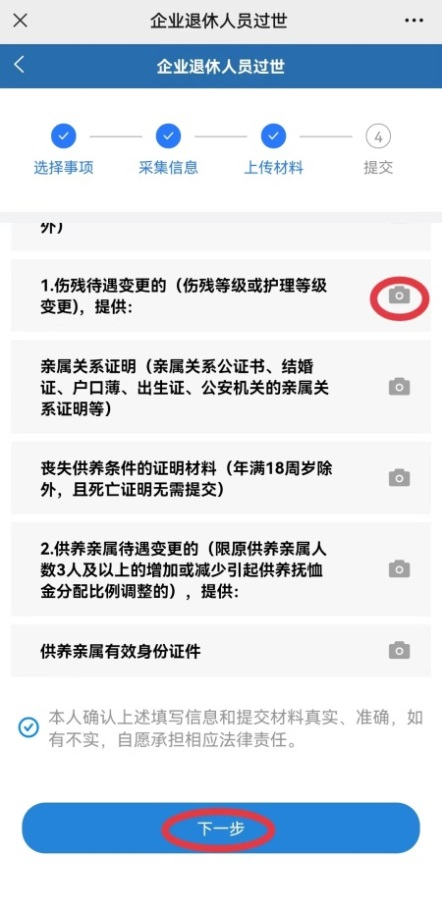 企业退休人员过世
企业退休人员过世
4
选择事项
采集信息
上传材料
提交
外）
1.伤残待遇变更的（伤残等级或护理等级
变更)，提供：
亲属关系证明（亲属关系公证书、结婚
证、户口薄、出生证、公安机关的亲属关
系证明等）
丧失供养条件的证明材料（年满18周岁除
外，且死亡证明无需提交）
2.供养亲属待遇变更的（限原供养亲属人
数3人及以上的增加或减少引起供养抚恤
金分配比例调整的），提供：
供养亲属有效身份证件
本人确认上述填写信息和提交材料真实、准确，如
有不实，自愿承担相应法律责任。
下一步